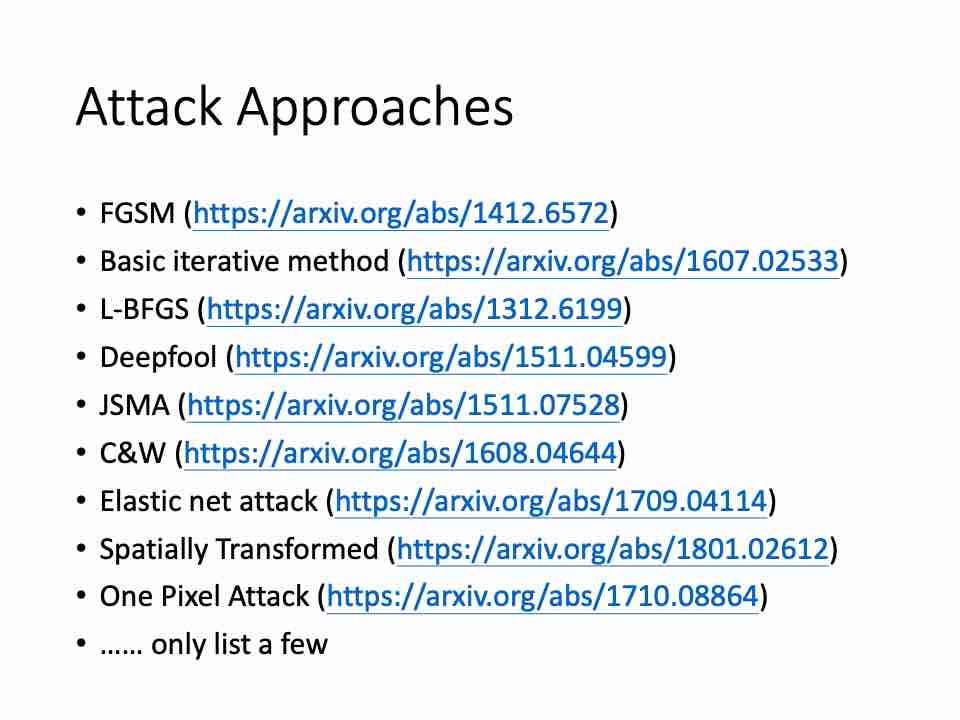 Attack Approaches
• FGSM (https://arxiv.org/abs/1412.6572)
• Basic iterative method (https://arxiv.org/abs/1607.02533)
• L-BFGS (https://arxiv.org/abs/1312.6199)
• Deepfool (https://arxiv.org/abs/1511.04599)
• JSMA (https://arxiv.org/abs/1511.07528)
• C&W (https://arxiv.org/abs/1608.04644)
• Elastic net attack (https://arxiv.org/abs/1709.04114)
• Spatially Transformed (https://arxiv.org/abs/1801.02612)
• One Pixel Attack (https://arxiv.org/abs/1710.08864)
• …… only list a few